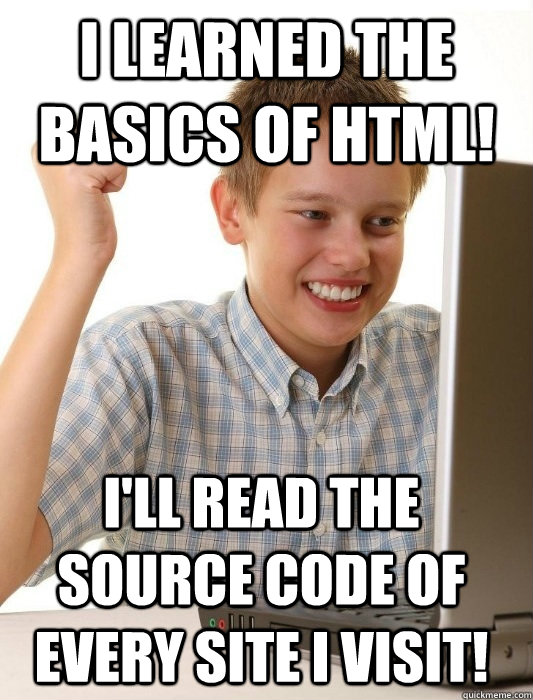 I LEARNED THE
BASICS OF HTML!
I'LL READ THE
SOURCE CODE OF
EVERY SITE I VISIT!
quickmeme.com